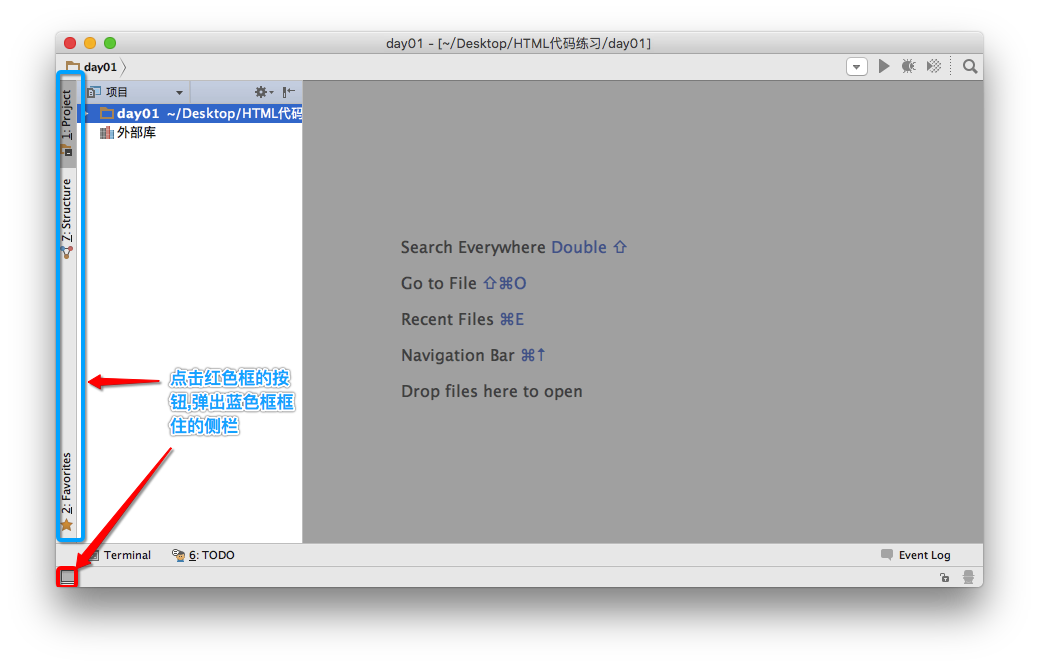 day01 - [~/Desktop/HTML代码练习/day01]
day01
1: Project
项目
day01 ~/Desktop/HTML代码
外部库
Z: Structure
Search Everywhere Double ⇧
Go to File ⇧⌘O
Recent Files ⌘E
Navigation Bar ⌘↑
Drop files here to open
点击红色框的按
钮,弹出蓝色框框
住的侧栏
2: Favorites
Terminal
6: TODO
Event Log